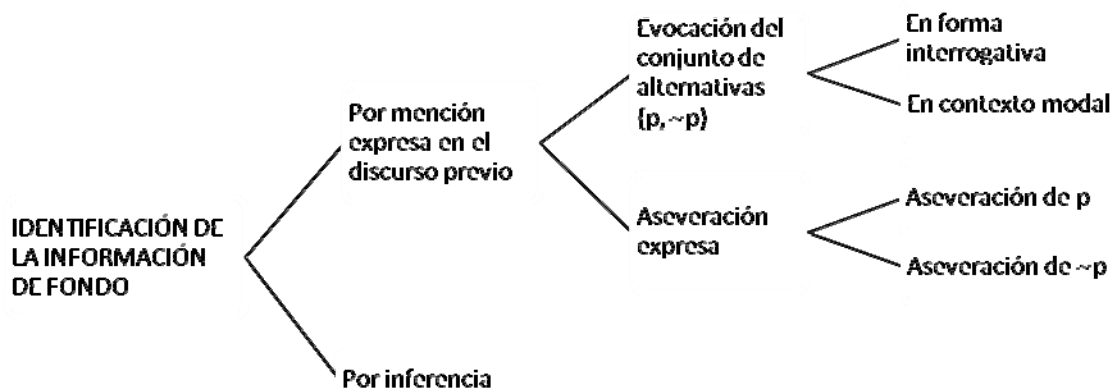 Evocación del
conjunto de
alternativas
{p, ~p}
En forma
interrogativa
En contexto modal
Por mención
expresa en el
discurso previo
Aseveración
expresa
Aseveración de p
Aseveración de ~p
IDENTIFICACIÓN DE
LA INFORMACIÓN
DE FONDO
Por inferencia